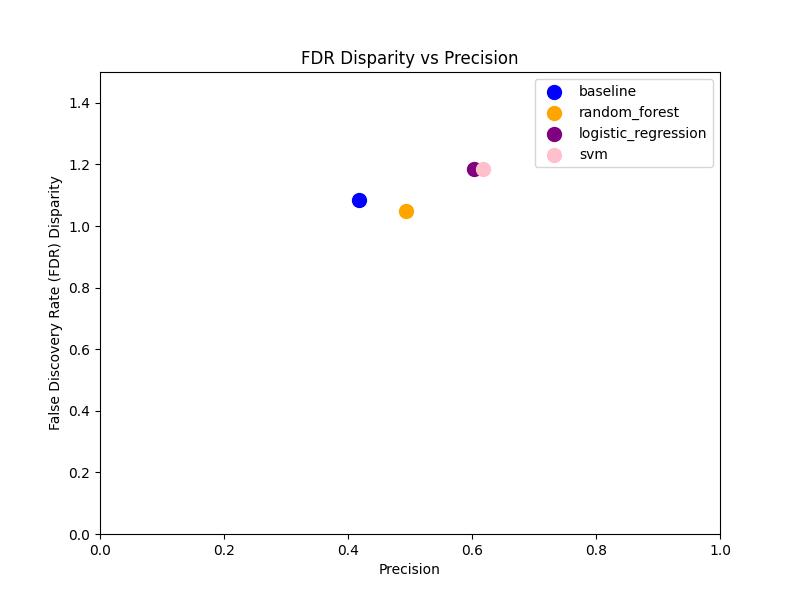 FDR Disparity vs Precision
baseline
random_forest
logistic_regression
svm
False Discovery Rate (FDR) Disparity
1.4
1.2
1.0
0.8
0.6
0.4
0.2
0.0
0.0 0.2 0.4 0.6 0.8 1.0
Precision